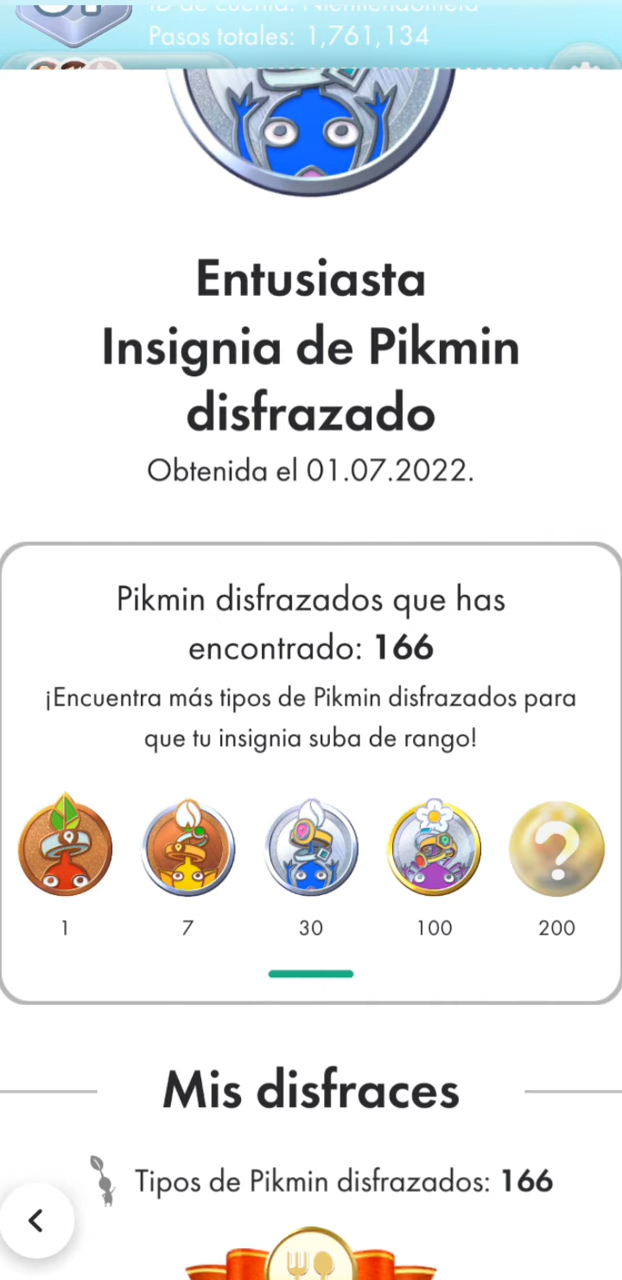 Pasos totales: 1,761,134
Entusiasta
Insignia de Pikmin
disfrazado
Obtenida el 01.07.2022.
Pikmin disfrazados que has
encontrado: 166
¡Encuentra más tipos de Pikmin disfrazados para
que tu insignia suba de rango!
?
1 7 30 100 200
Mis disfraces
Tipos de Pikmin disfrazados: 166